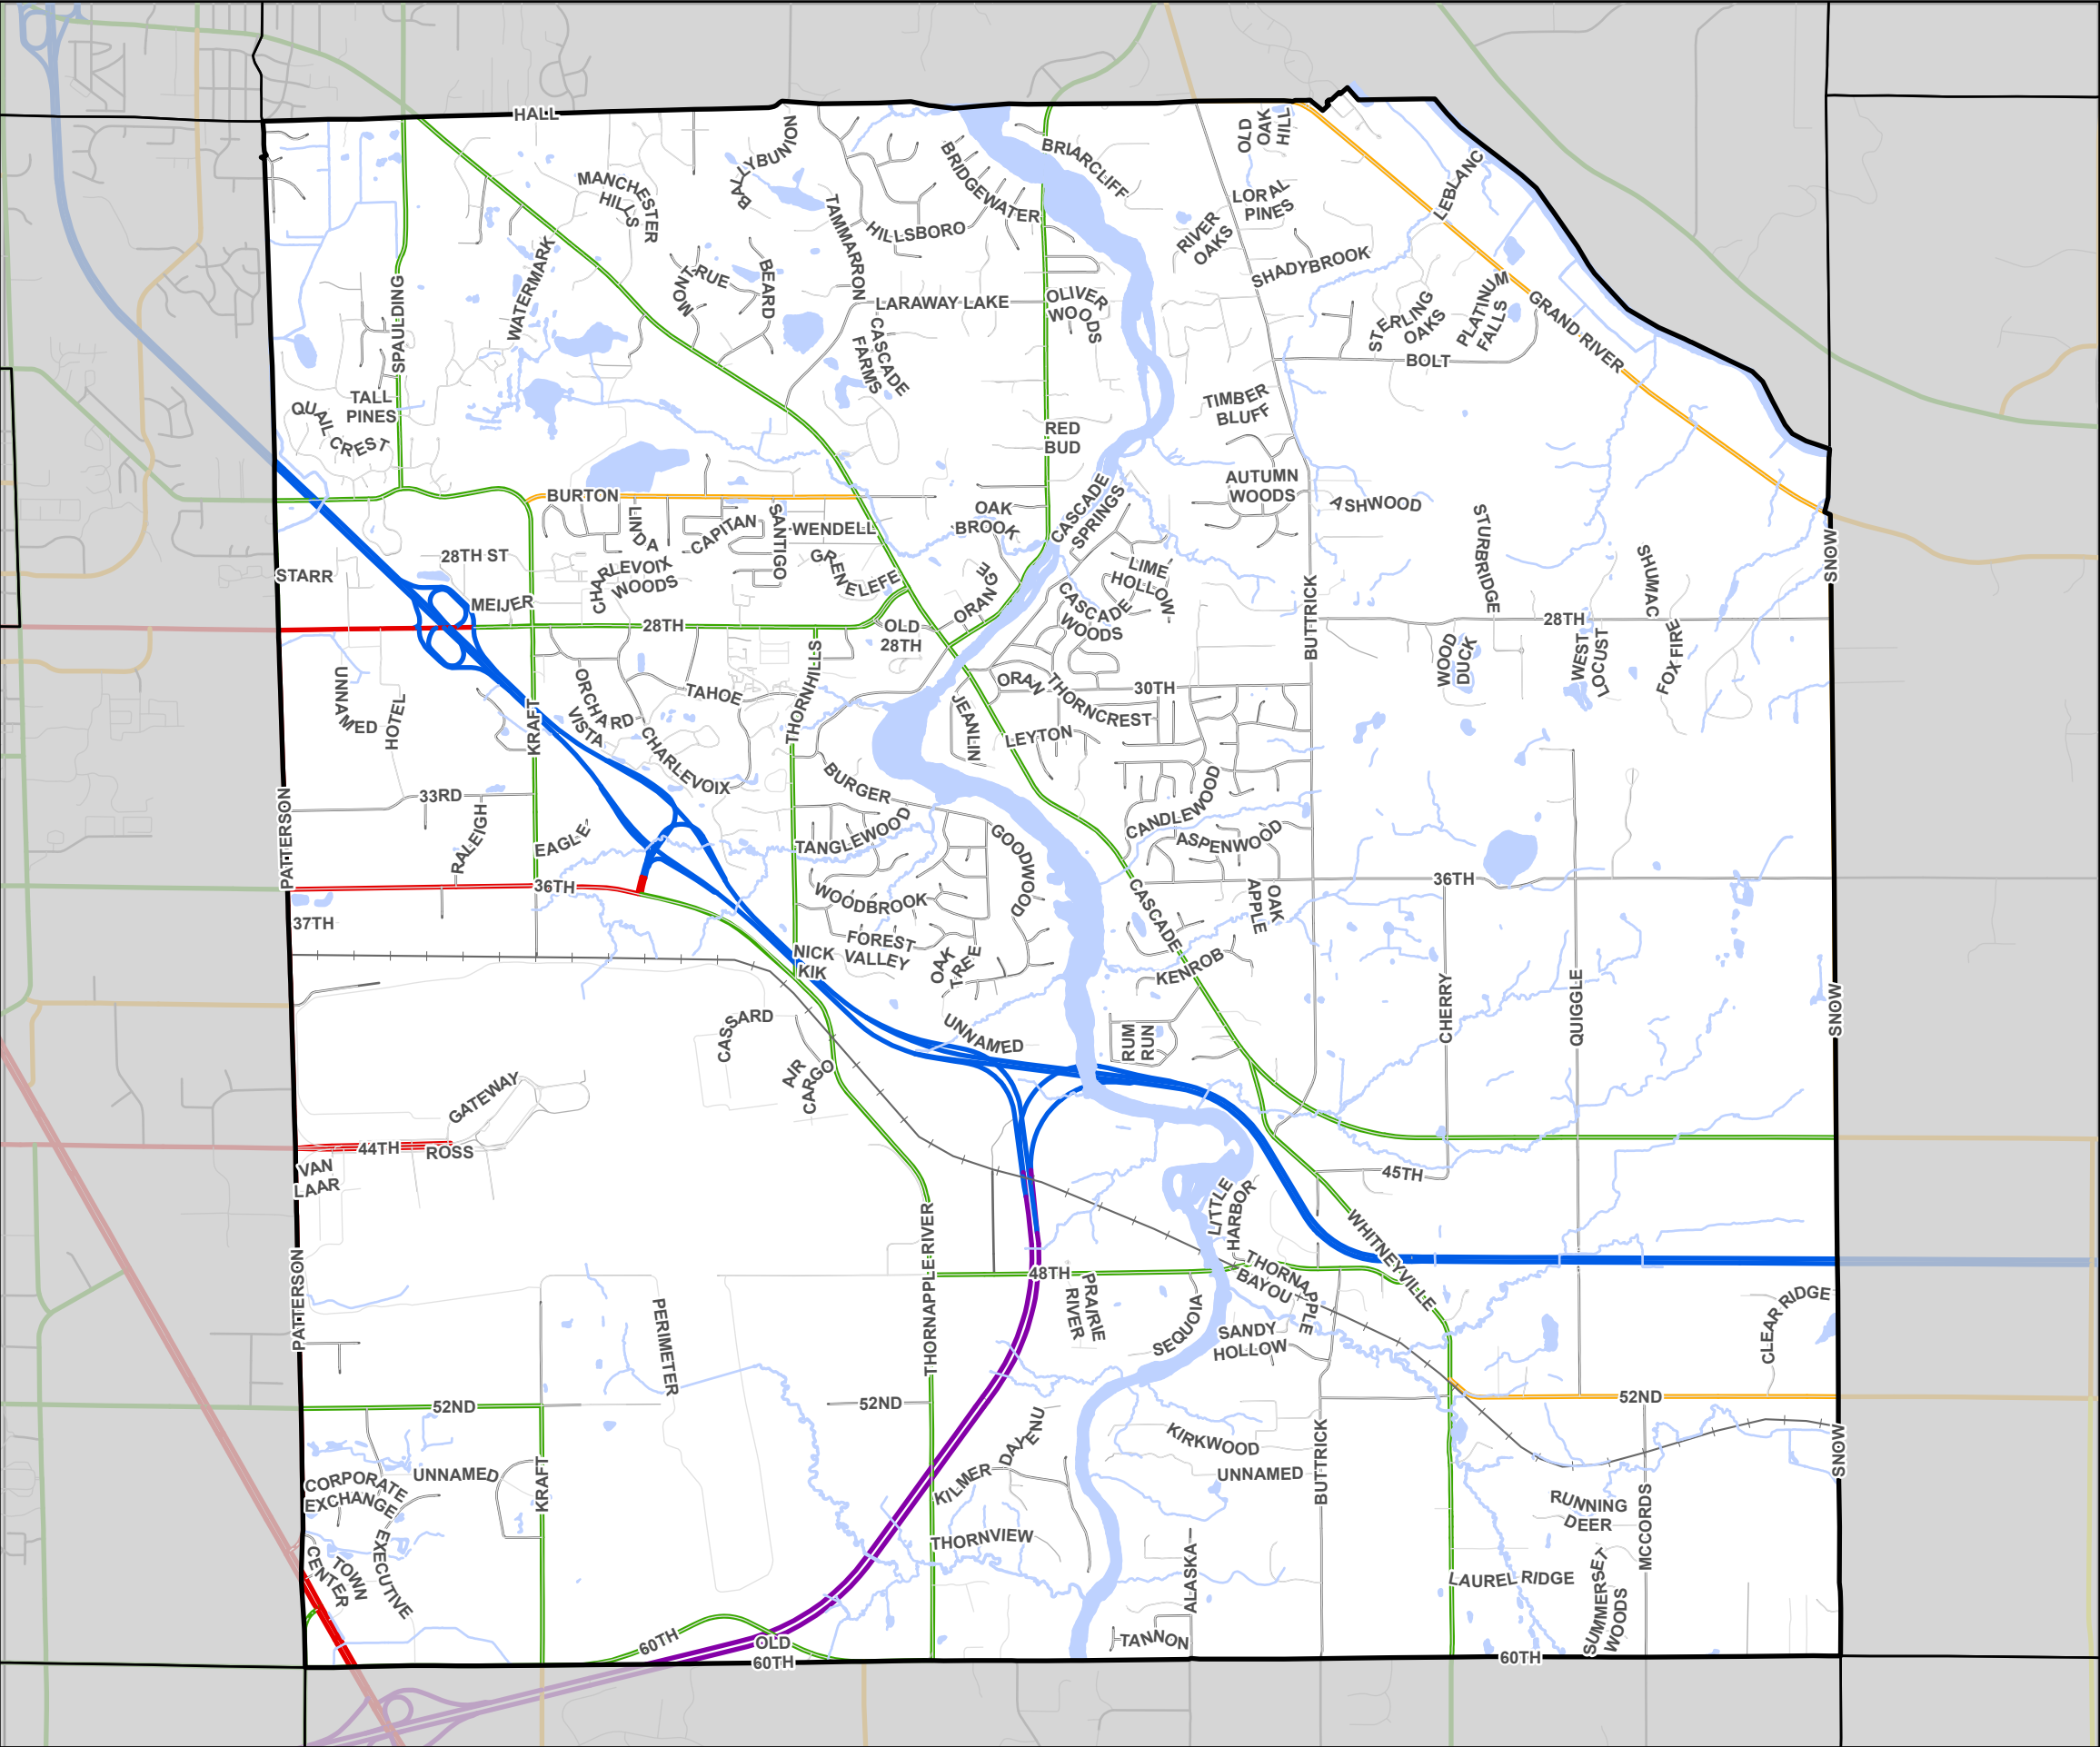 HALL
BALLYBUNION
BRIARCLIFF
BRIDGEWATER
OLD
OAK
HILL
LEBLANC
MANCHESTER
HILLS
TAMMARRON
HILLSBORO
LORAL
PINES
RIVER
OAKS
SHADYBROOK
WATERMARK
MONT-RUE
BEARD
SPAULDING
LARAWAY LAKE
OLIVER
WOODS
STERLING
OAKS
PLATINUM
FALLS
GRAND RIVER
CASCADE
FARMS
BOLT
TALL
PINES
QUAIL
CREST
TIMBER
BLUFF
RED
BUD
BURTON
AUTUMN
WOODS
ASHWOOD
LINDA
CAPITAN
SANTIGO
WENDELL
OAK
BROOK
CASCADE
SPRINGS
STURBRIDGE
SHUMAC
SNOW
28TH ST
STARR
CHARLEVOIX
WOODS
GRENELEFE
ORANGE
LIME
HOLLOW
CASCADE
WOODS
MEIJER
28TH
OLD
28TH
BUTTRICK
28TH
WOOD
DUCK
WEST
LOCUST
FOX FIRE
UNNAMED
HOTEL
KRAFT
ORCHARD
VISTA
TAHOE
THORNHILLS
ORAN
THORNCREST
30TH
JEANLIN
LEYTON
CHARLEVOIX
BURGER
33RD
RALEIGH
EAGLE
PATTERSON
TANGLEWOOD
GOODWOOD
CANDLEWOOD
ASPENWOOD
36TH
36TH
WOODBROOK
CASCADE
OAK
APPLE
37TH
NICK
KIK
FOREST
VALLEY
OAK
TREE
KENROB
CHERRY
QUIGGLE
SNOW
CASSARD
UNNAMED
RUM
RUN
AIR
CARGO
GATEWAY
44TH
ROSS
VAN
LAAR
45TH
LITTLE
HARBOR
WHITNEYVILLE
THORNAPPLE RIVER
PATTERSON
48TH
THORNAPPLE
BAYOU
PRAIRIE
RIVER
PERIMETER
SEQUOIA
SANDY
HOLLOW
CLEAR RIDGE
52ND
52ND
52ND
KILMER
DAV ENU
KIRKWOOD
UNNAMED
BUTTRICK
SNOW
CORPORATE
EXCHANGE
UNNAMED
KRAFT
RUNNING
DEER
MCCORDS
EXECUTIVE
TOWN
CENTER
THORNVIEW
ALASKA
LAUREL RIDGE
SUMMERSET
WOODS
60TH
OLD
60TH
TANNON
60TH